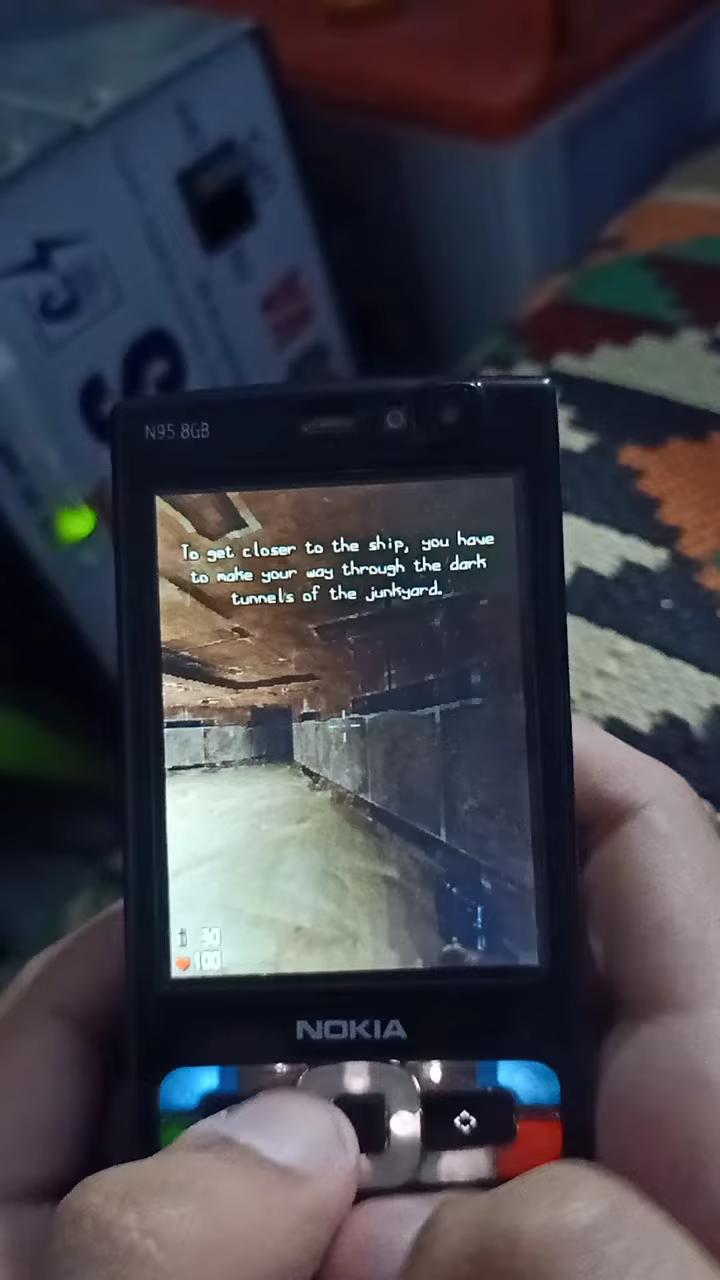 N95 8GB
To get closer to the ship, you have
to make your way through the dark
tunnels of the junkyard.
30
100
NOKIA